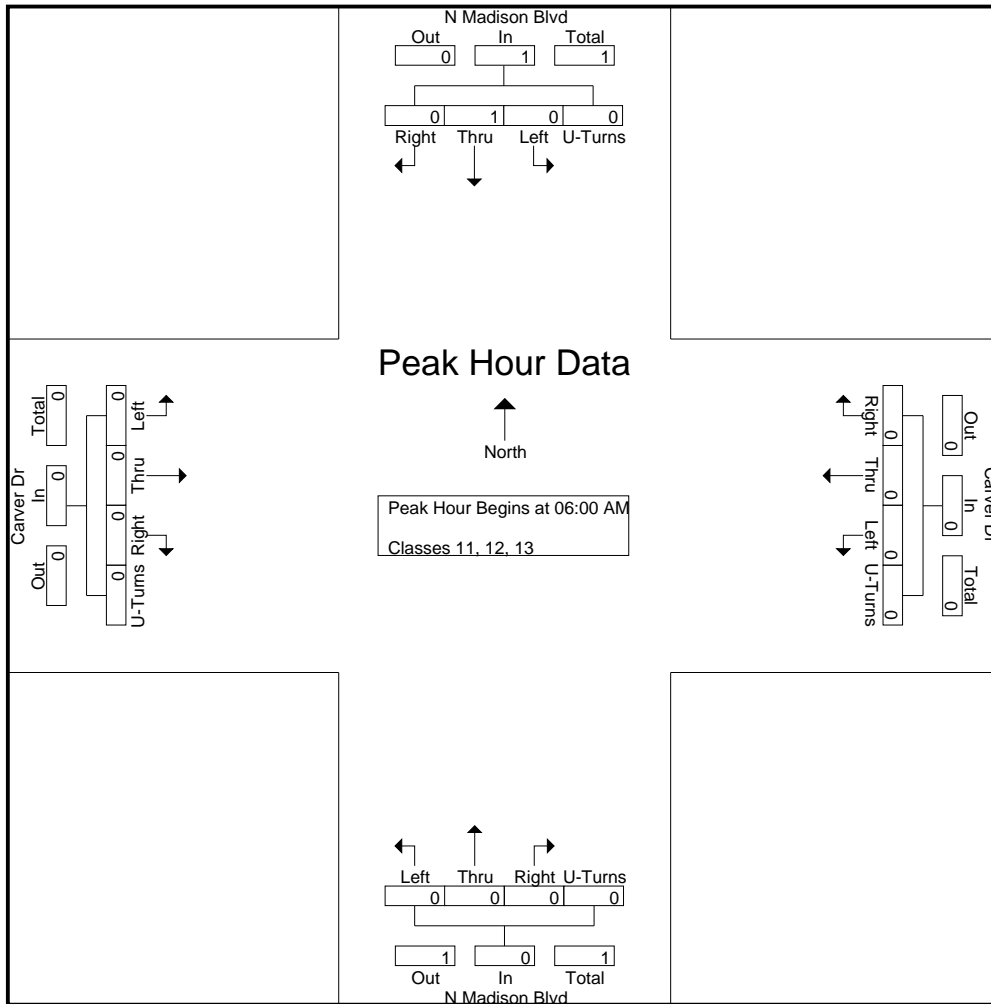 N Madison Blvd
Out In Total
0 1 1
0 1 0 0
Right Thru Left U-Turns
Peak Hour Data
North
Peak Hour Begins at 06:00 AM
Classes 11, 12, 13
Carver Dr
Total In Out
0 0 0
0 0 0 0
Left Thru Right U-Turns
Right Thru Left U-Turns
0 0 0 0
Out In Total
0 0 0
Carver Dr
Left Thru Right U-Turns
0 0 0 0
1 0 1
Out In Total
N Madison Blvd